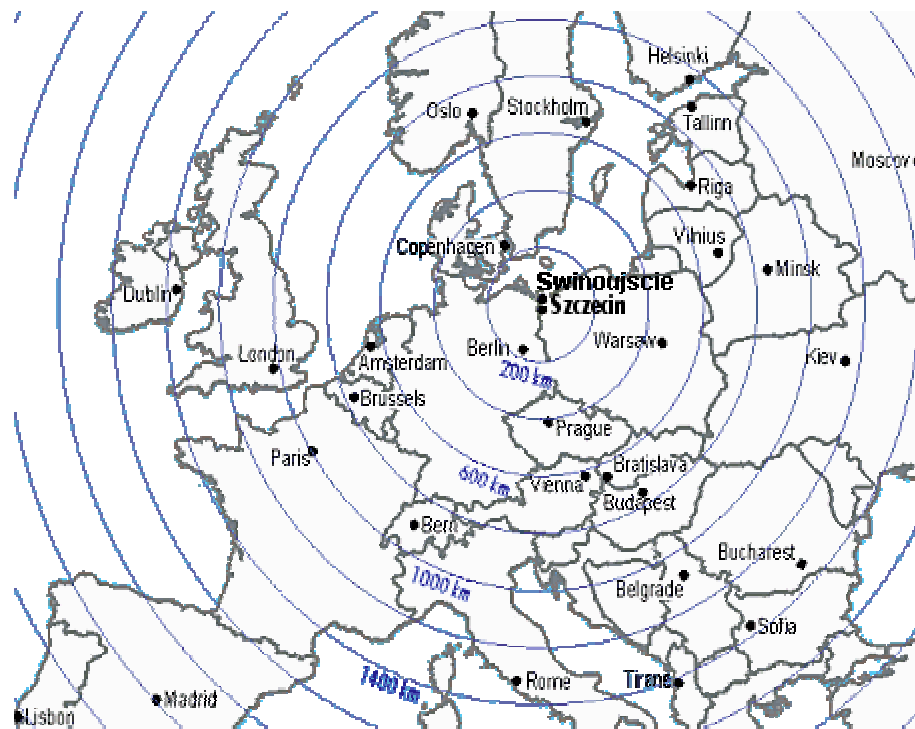 Helsinki
Oslo
Stockholm
Tallinn
Moscow
Riga
Vilnius
Copenhagen
Minsk
Swinoujscie
Dublin
Szczecin
London
Amsterdam
Berlin
Warsaw
Kiev
200 km
Brussels
Prague
Paris
600 km
Vienna
Bratislava
Budapest
Bern
Bucharest
1000 km
Belgrade
Sofia
1400 km
Rome
Tirane
Madrid
Lisbon